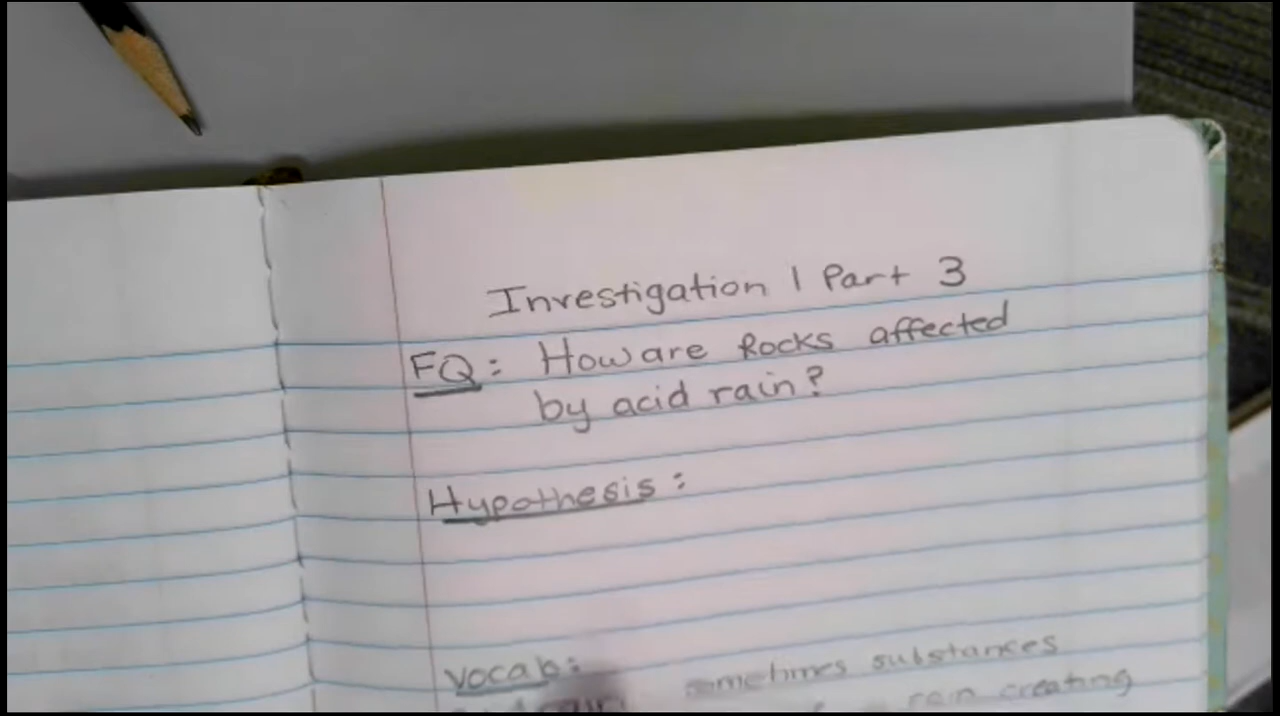 Investigation 1 Part 3
FQ: How are Rocks affected
by acid rain?
Hypothesis:
Vocab:
sometimes substances
rain creating